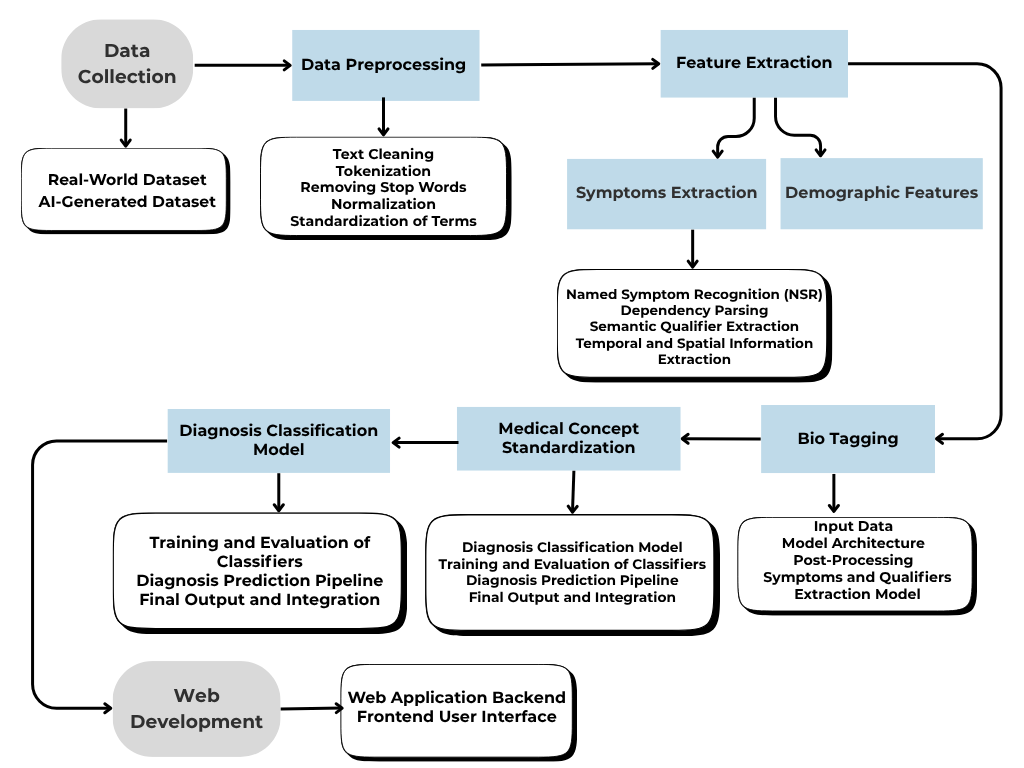 Data
Collection
Data Preprocessing
Feature Extraction
Real-World Dataset
AI-Generated Dataset
Text Cleaning
Tokenization
Removing Stop Words
Normalization
Standardization of Terms
Symptoms Extraction
Demographic Features
Named Symptom Recognition (NSR)
Dependency Parsing
Semantic Qualifier Extraction
Temporal and Spatial Information
Extraction
Diagnosis Classification
Model
Medical Concept
Standardization
Bio Tagging
Training and Evaluation of
Classifiers
Diagnosis Prediction Pipeline
Final Output and Integration
Diagnosis Classification Model
Training and Evaluation of Classifiers
Diagnosis Prediction Pipeline
Final Output and Integration
Input Data
Model Architecture
Post-Processing
Symptoms and Qualifiers
Extraction Model
Web
Development
Web Application Backend
Frontend User Interface